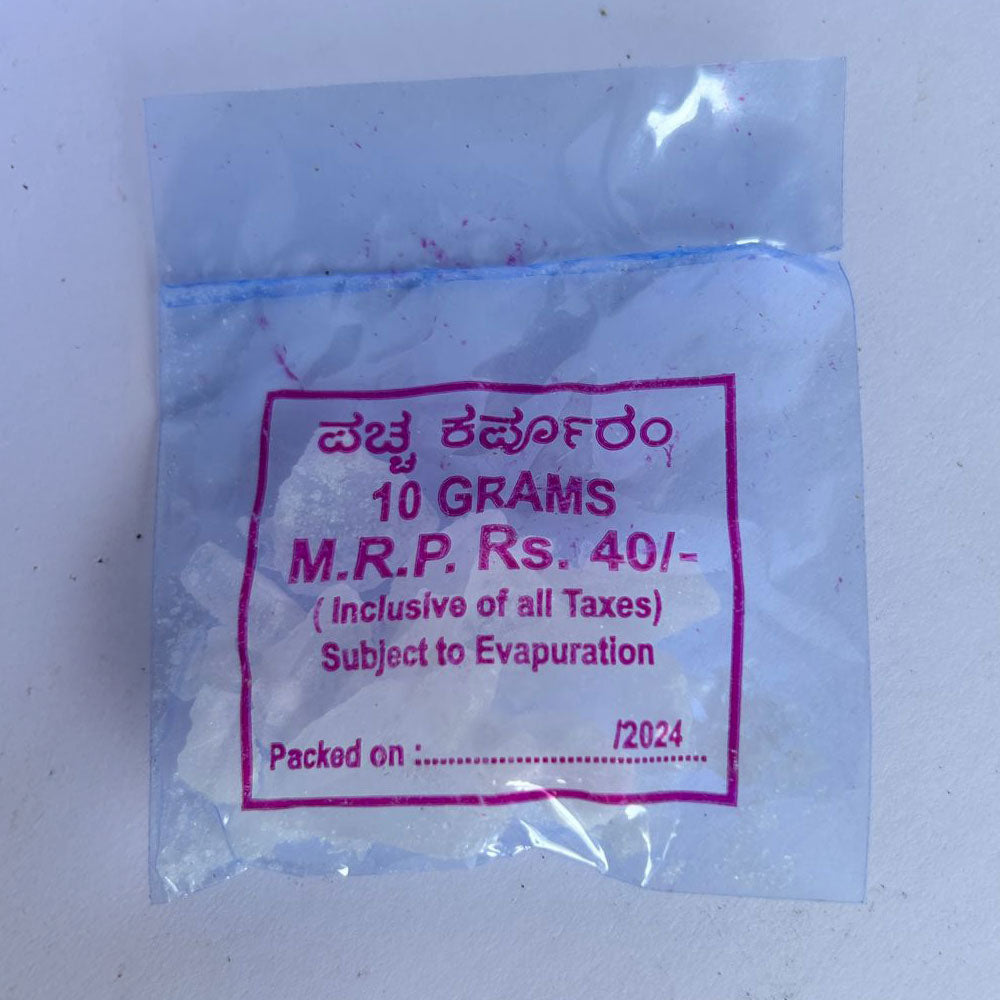 ಪಚ್ಚ ಕರ್ಪೂರಂ
10 GRAMS
M.R.P. Rs. 40/-
( Inclusive of all Taxes)
Subject to Evapuration
/2024
Packed on :........................................